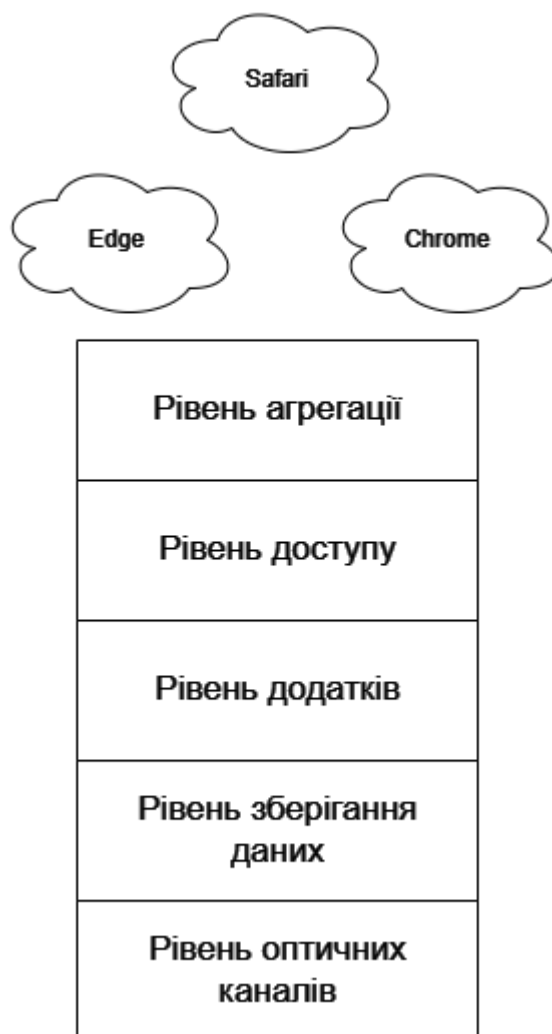 Safari
Edge
Chrome
Рівень агрегації
Рівень доступу
Рівень додатків
Рівень зберігання
даних
Рівень оптичних
каналів